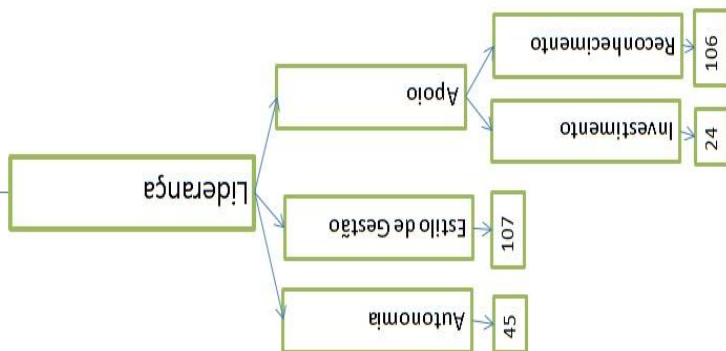 Liderança
Apoio
Reconhecimento
106
Investimento
24
Estilo de Gestão
107
Autonomia
45